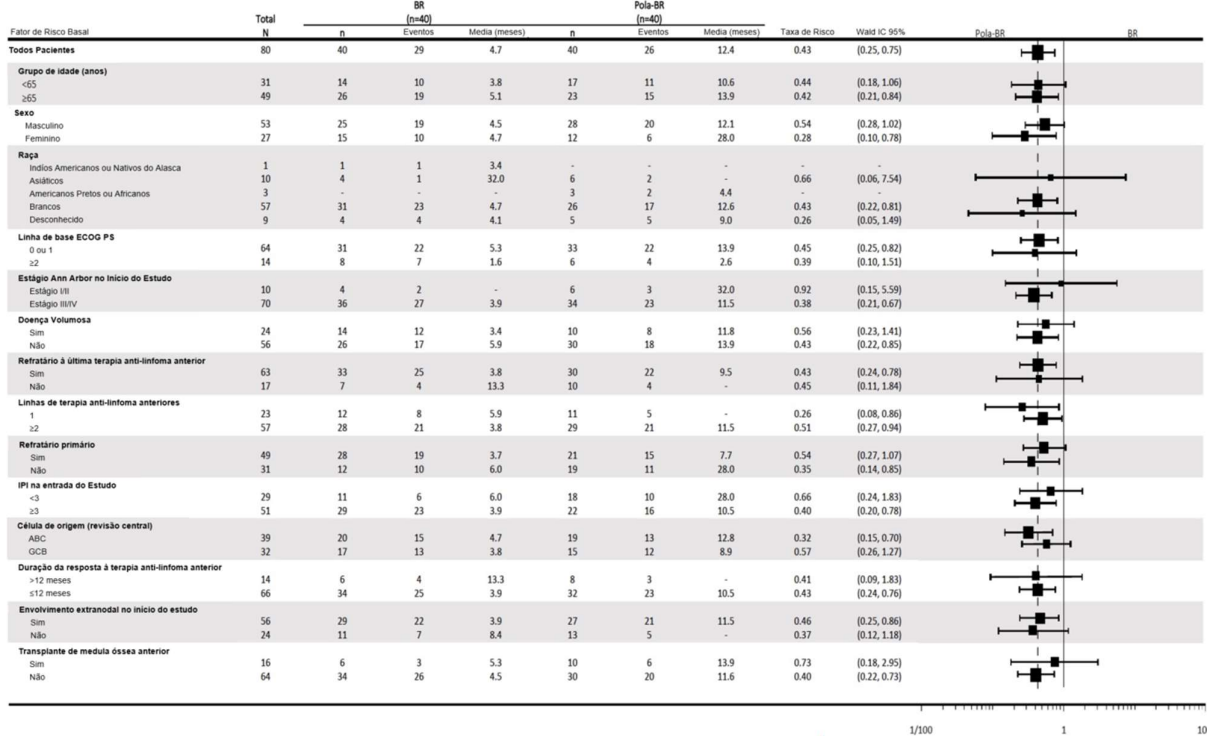 BR Pola-BR
Total (n=40) (n=40)
Fator de Risco Basal N n Eventos Media (meses) n Eventos Media (meses) Taxa de Risco Wald IC 95% Pola-BR BR
Todos Pacientes 80 40 29 4.7 40 26 12.4 0.43 (0.25, 0.75)
Grupo de idade (anos)
<65 31 14 10 3.8 17 11 10.6 0.44 (0.18, 1.06)
≥65 49 26 19 5.1 23 15 13.9 0.42 (0.21, 0.84)
Sexo
Masculino 53 25 19 4.5 28 20 12.1 0.54 (0.28, 1.02)
Feminino 27 15 10 4.7 12 6 28.0 0.28 (0.10, 0.78)
Raça
Indíos Americanos ou Nativos do Alasca 1 1 1 3.4 - - - - -
Asiáticos 10 4 1 32.0 6 2 - 0.66 (0.06, 7.54)
Americanos Pretos ou Africanos 3 - - - 3 2 4.4 - -
Brancos 57 31 23 4.7 26 17 12.6 0.43 (0.22, 0.81)
Desconhecido 9 4 4 4.1 5 5 9.0 0.26 (0.05, 1.49)
Linha de base ECOG PS
0 ou 1 64 31 22 5.3 33 22 13.9 0.45 (0.25, 0.82)
≥2 14 8 7 1.6 6 4 2.6 0.39 (0.10, 1.51)
Estágio Ann Arbor no Início do Estudo
Estágio I/II 10 4 2 - 6 3 32.0 0.92 (0.15, 5.59)
Estágio III/IV 70 36 27 3.9 34 23 11.5 0.38 (0.21, 0.67)
Doença Volumosa
Sim 24 14 12 3.4 10 8 11.8 0.56 (0.23, 1.41)
Não 56 26 17 5.9 30 18 13.9 0.43 (0.22, 0.85)
Refratário à última terapia anti-linfoma anterior
Sim 63 33 25 3.8 30 22 9.5 0.43 (0.24, 0.78)
Não 17 7 4 13.3 10 4 - 0.45 (0.11, 1.84)
Linhas de terapia anti-linfoma anteriores
1 23 12 8 5.9 11 5 - 0.26 (0.08, 0.86)
≥2 57 28 21 3.8 29 21 11.5 0.51 (0.27, 0.94)
Refratário primário
Sim 49 28 19 3.7 21 15 7.7 0.54 (0.27, 1.07)
Não 31 12 10 6.0 19 11 28.0 0.35 (0.14, 0.85)
IPI na entrada do Estudo
<3 29 11 6 6.0 18 10 28.0 0.66 (0.24, 1.83)
≥3 51 29 23 3.9 22 16 10.5 0.40 (0.20, 0.78)
Célula de origem (revisão central)
ABC 39 20 15 4.7 19 13 12.8 0.32 (0.15, 0.70)
GCB 32 17 13 3.8 15 12 8.9 0.57 (0.26, 1.27)
Duração da resposta à terapia anti-linfoma anterior
>12 meses 14 6 4 13.3 8 3 - 0.41 (0.09, 1.83)
≤12 meses 66 34 25 3.9 32 23 10.5 0.43 (0.24, 0.76)
Envolvimento extranodal no início do estudo
Sim 56 29 22 3.9 27 21 11.5 0.46 (0.25, 0.86)
Não 24 11 7 8.4 13 5 - 0.37 (0.12, 1.18)
Transplante de medula óssea anterior
Sim 16 6 3 5.3 10 6 13.9 0.73 (0.18, 2.95)
Não 64 34 26 4.5 30 20 11.6 0.40 (0.22, 0.73)
1/100 1 10